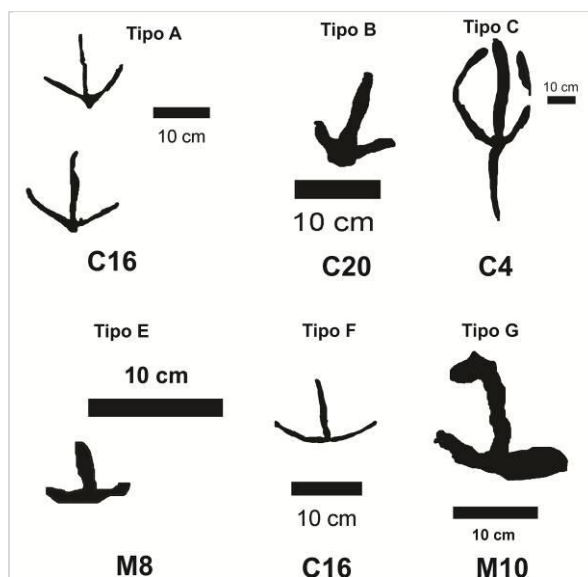 Tipo A
10 cm
C16
Tipo B
10 cm
C20
Tipo C
10 cm
C4
Tipo E
10 cm
M8
Tipo F
10 cm
C16
Tipo G
10 cm
M10